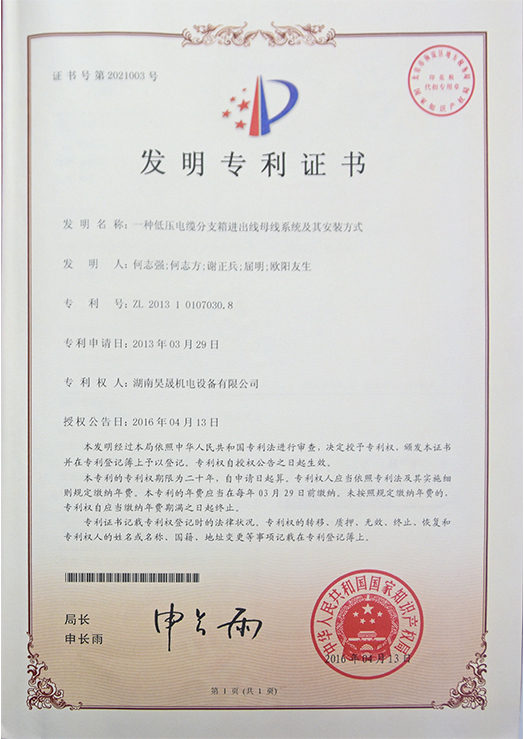 证书号第2021003号
发明专利证书
发明名称：一种低压电缆分支箱进出线母线系统及其安装方式
发明人：何志强;何志方;谢正兵;屈明;欧阳友生
专利号：ZL 2013 1 0107030.8
专利申请日：2013年03月29日
专利权人：湖南昊晟机电设备有限公司
授权公告日：2016年04月13日
本发明经过本局依照中华人民共和国专利法进行审查，决定授予专利权，颁发本证书
并在专利登记簿上予以登记。专利权自授权公告之日起生效。
本专利的专利权期限为二十年，自申请日起算。专利权人应当依照专利法及其实施细
则规定缴纳年费。本专利的年费应当在每年03月29日前缴纳。未按照规定缴纳年费的，
专利权自应当缴纳年费期满之日起终止。
专利证书记载专利权登记时的法律状况。专利权的转移、质押、无效、终止、恢复和
专利权人的姓名或名称、国籍、地址变更等事项记载在专利登记簿上。
局长
申长雨
申长雨
中华人民共和国国家知识产权局
2016年04月13日
第1页(共1页)